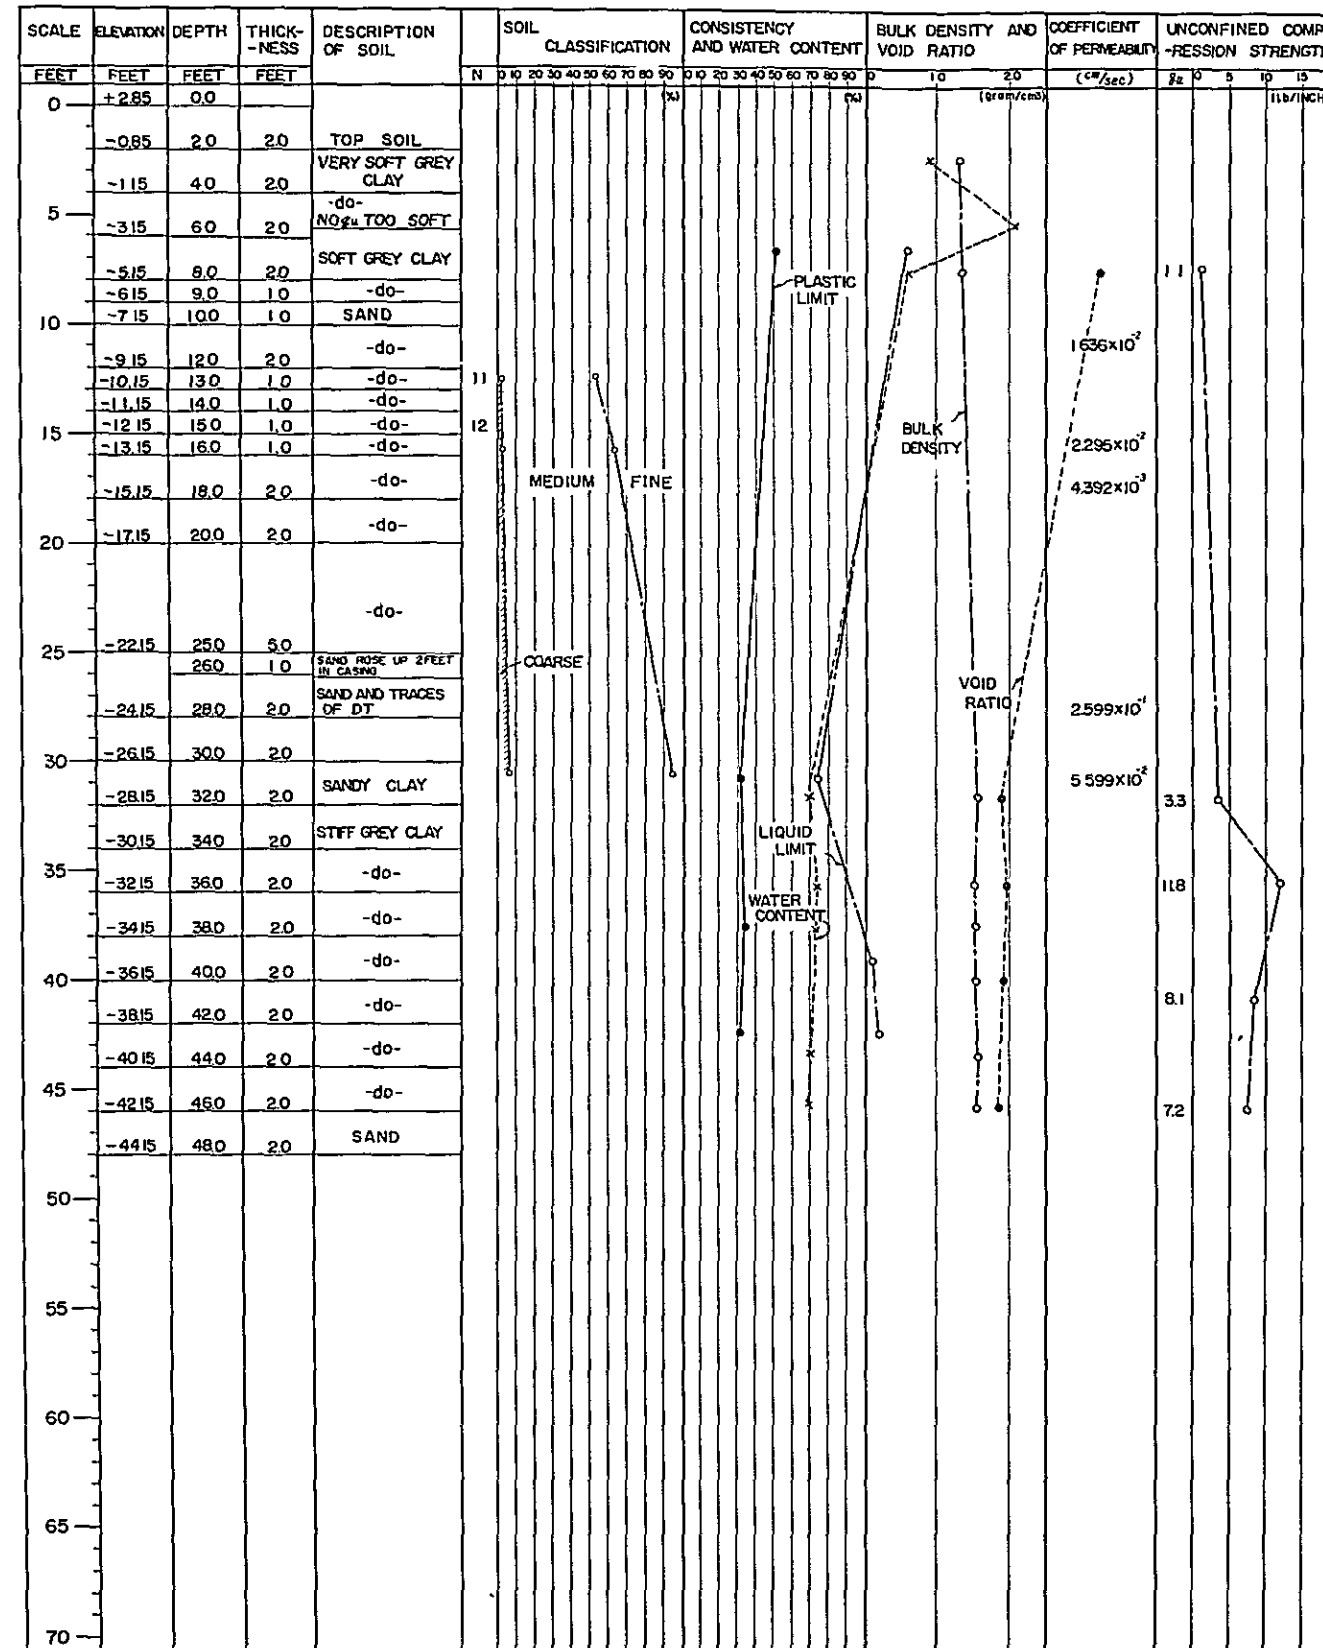 SCALE ELEVATION DEPTH THICK- DESCRIPTION SOIL CONSISTENCY BULK DENSITY AND COEFFICIENT UNCONFINED COMP
-NESS OF SOIL CLASSIFICATION AND WATER CONTENT VOID RATIO OF PERMEABILITY -RESSION STRENGT
FEET FEET FEET FEET N 0 10 20 30 40 50 60 70 80 90 0 10 20 30 40 50 60 70 80 90 0 1.0 2.0 (cm/sec) qu 0 5 10 15
(%) (%) (gram/cm3) (lb/INCH
0 +2.85 0.0
-0.85 2.0 2.0 TOP SOIL
VERY SOFT GREY
-1.15 4.0 2.0 CLAY
-do-
5 -3.15 6.0 2.0 NO qu TOO SOFT
-5.15 8.0 2.0 SOFT GREY CLAY 1.1
PLASTIC
LIMIT
-6.15 9.0 1.0 -do-
10 -7.15 10.0 1.0 SAND
1.636×10-2
-9.15 12.0 2.0 -do-
-10.15 13.0 1.0 -do- 11
-11.15 14.0 1.0 -do-
15 -12.15 15.0 1.0 -do- 12
BULK
DENSITY
-13.15 16.0 1.0 -do- 2.295×10-2
MEDIUM FINE
-15.15 18.0 2.0 -do- 4.392×10-3
20 -17.15 20.0 2.0 -do-
-do-
25 -22.15 25.0 5.0
26.0 1.0 SAND ROSE UP 2FEET
IN CASING
COARSE
SAND AND TRACES
-24.15 28.0 2.0 OF DT
VOID
RATIO
2.599×10-1
30 -26.15 30.0 2.0
5.599×10-2
-28.15 32.0 2.0 SANDY CLAY 3.3
-30.15 34.0 2.0 STIFF GREY CLAY
LIQUID
LIMIT
35 -32.15 36.0 2.0 -do- 11.8
WATER
CONTENT
-34.15 38.0 2.0 -do-
40 -36.15 40.0 2.0 -do-
8.1
-38.15 42.0 2.0 -do-
-40.15 44.0 2.0 -do-
45 -42.15 46.0 2.0 -do- 7.2
-44.15 48.0 2.0 SAND
50
55
60
65
70